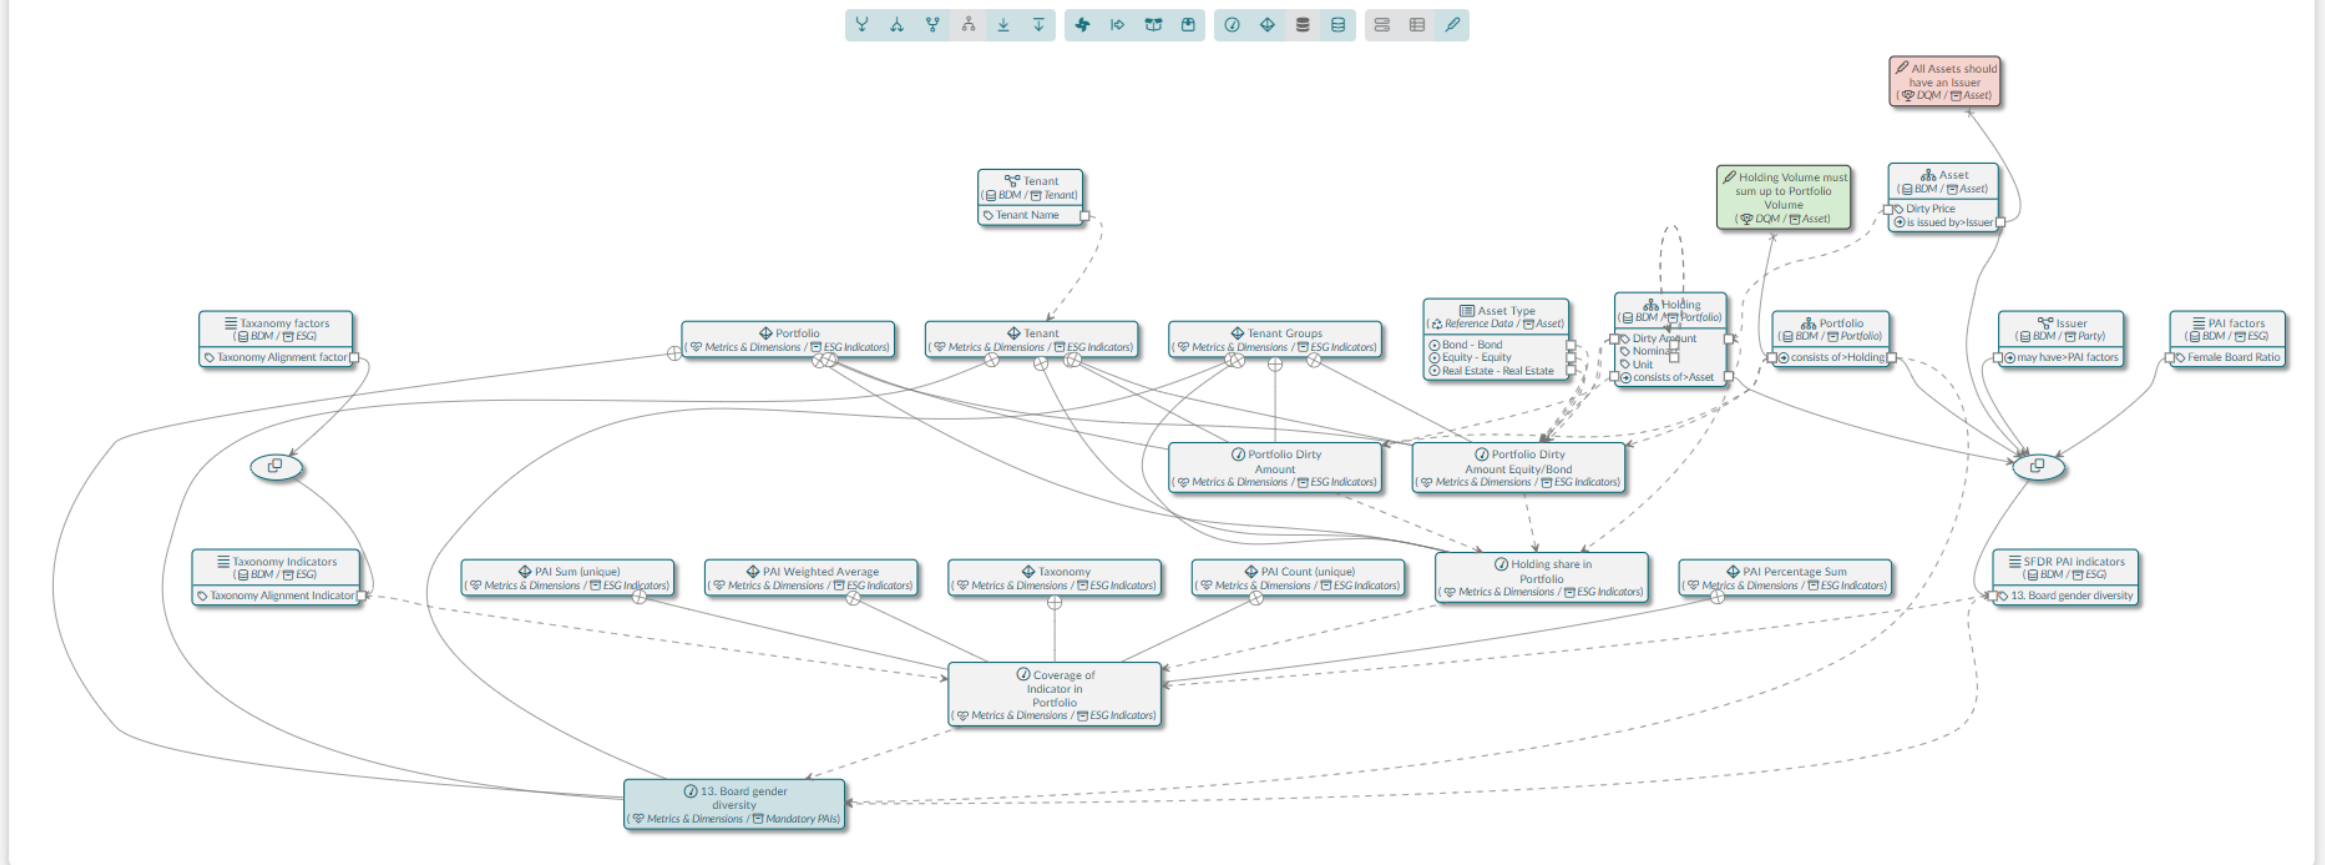 All Assets should
have an Issuer
( DQM / Asset)
Tenant
( BDM / Tenant)
Tenant Name
Holding Volume must
sum up to Portfolio
Volume
( DQM / Asset)
Asset
( BDM / Asset)
Dirty Price
is issued by>Issuer
Taxanomy factors
( BDM / ESG)
Taxonomy Alignment factor
Portfolio
( Metrics & Dimensions / ESG Indicators)
Tenant
( Metrics & Dimensions / ESG Indicators)
Tenant Groups
( Metrics & Dimensions / ESG Indicators)
Asset Type
( Reference Data / Asset)
Bond - Bond
Equity - Equity
Real Estate - Real Estate
Holding
( BDM / Portfolio)
Dirty Amount
Unit
consists of>Asset
Portfolio
( BDM / Portfolio)
consists of>Holding
Issuer
( BDM / Party)
may have>PAI factors
PAI factors
( BDM / ESG)
Female Board Ratio
Portfolio Dirty
Amount
( Metrics & Dimensions / ESG Indicators)
Portfolio Dirty
Amount Equity/Bond
( Metrics & Dimensions / ESG Indicators)
Taxonomy Indicators
( BDM / ESG)
Taxonomy Alignment Indicator
PAI Sum (unique)
( Metrics & Dimensions / ESG Indicators)
PAI Weighted Average
( Metrics & Dimensions / ESG Indicators)
Taxonomy
( Metrics & Dimensions / ESG Indicators)
PAI Count (unique)
( Metrics & Dimensions / ESG Indicators)
Holding share in
Portfolio
( Metrics & Dimensions / ESG Indicators)
PAI Percentage Sum
( Metrics & Dimensions / ESG Indicators)
SFDR PAI indicators
( BDM / ESG)
13. Board gender diversity
Coverage of
Indicator in
Portfolio
( Metrics & Dimensions / ESG Indicators)
13. Board gender
diversity
( Metrics & Dimensions / Mandatory PAIs)